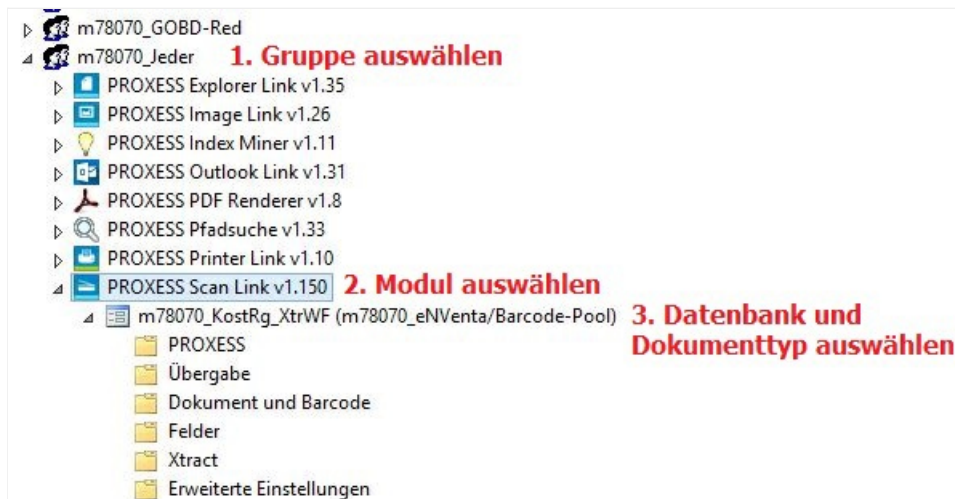 m78070_GOBD-Red
m78070_Jeder 1. Gruppe auswählen
PROXESS Explorer Link v1.35
PROXESS Image Link v1.26
PROXESS Index Miner v1.11
PROXESS Outlook Link v1.31
PROXESS PDF Renderer v1.8
PROXESS Pfadsuche v1.33
PROXESS Printer Link v1.10
PROXESS Scan Link v1.150 2. Modul auswählen
m78070_KostRg_XtrWF (m78070_eNVenta/Barcode-Pool) 3. Datenbank und
Dokumenttyp auswählen
PROXESS
Übergabe
Dokument und Barcode
Felder
Xtract
Erweiterte Einstellungen